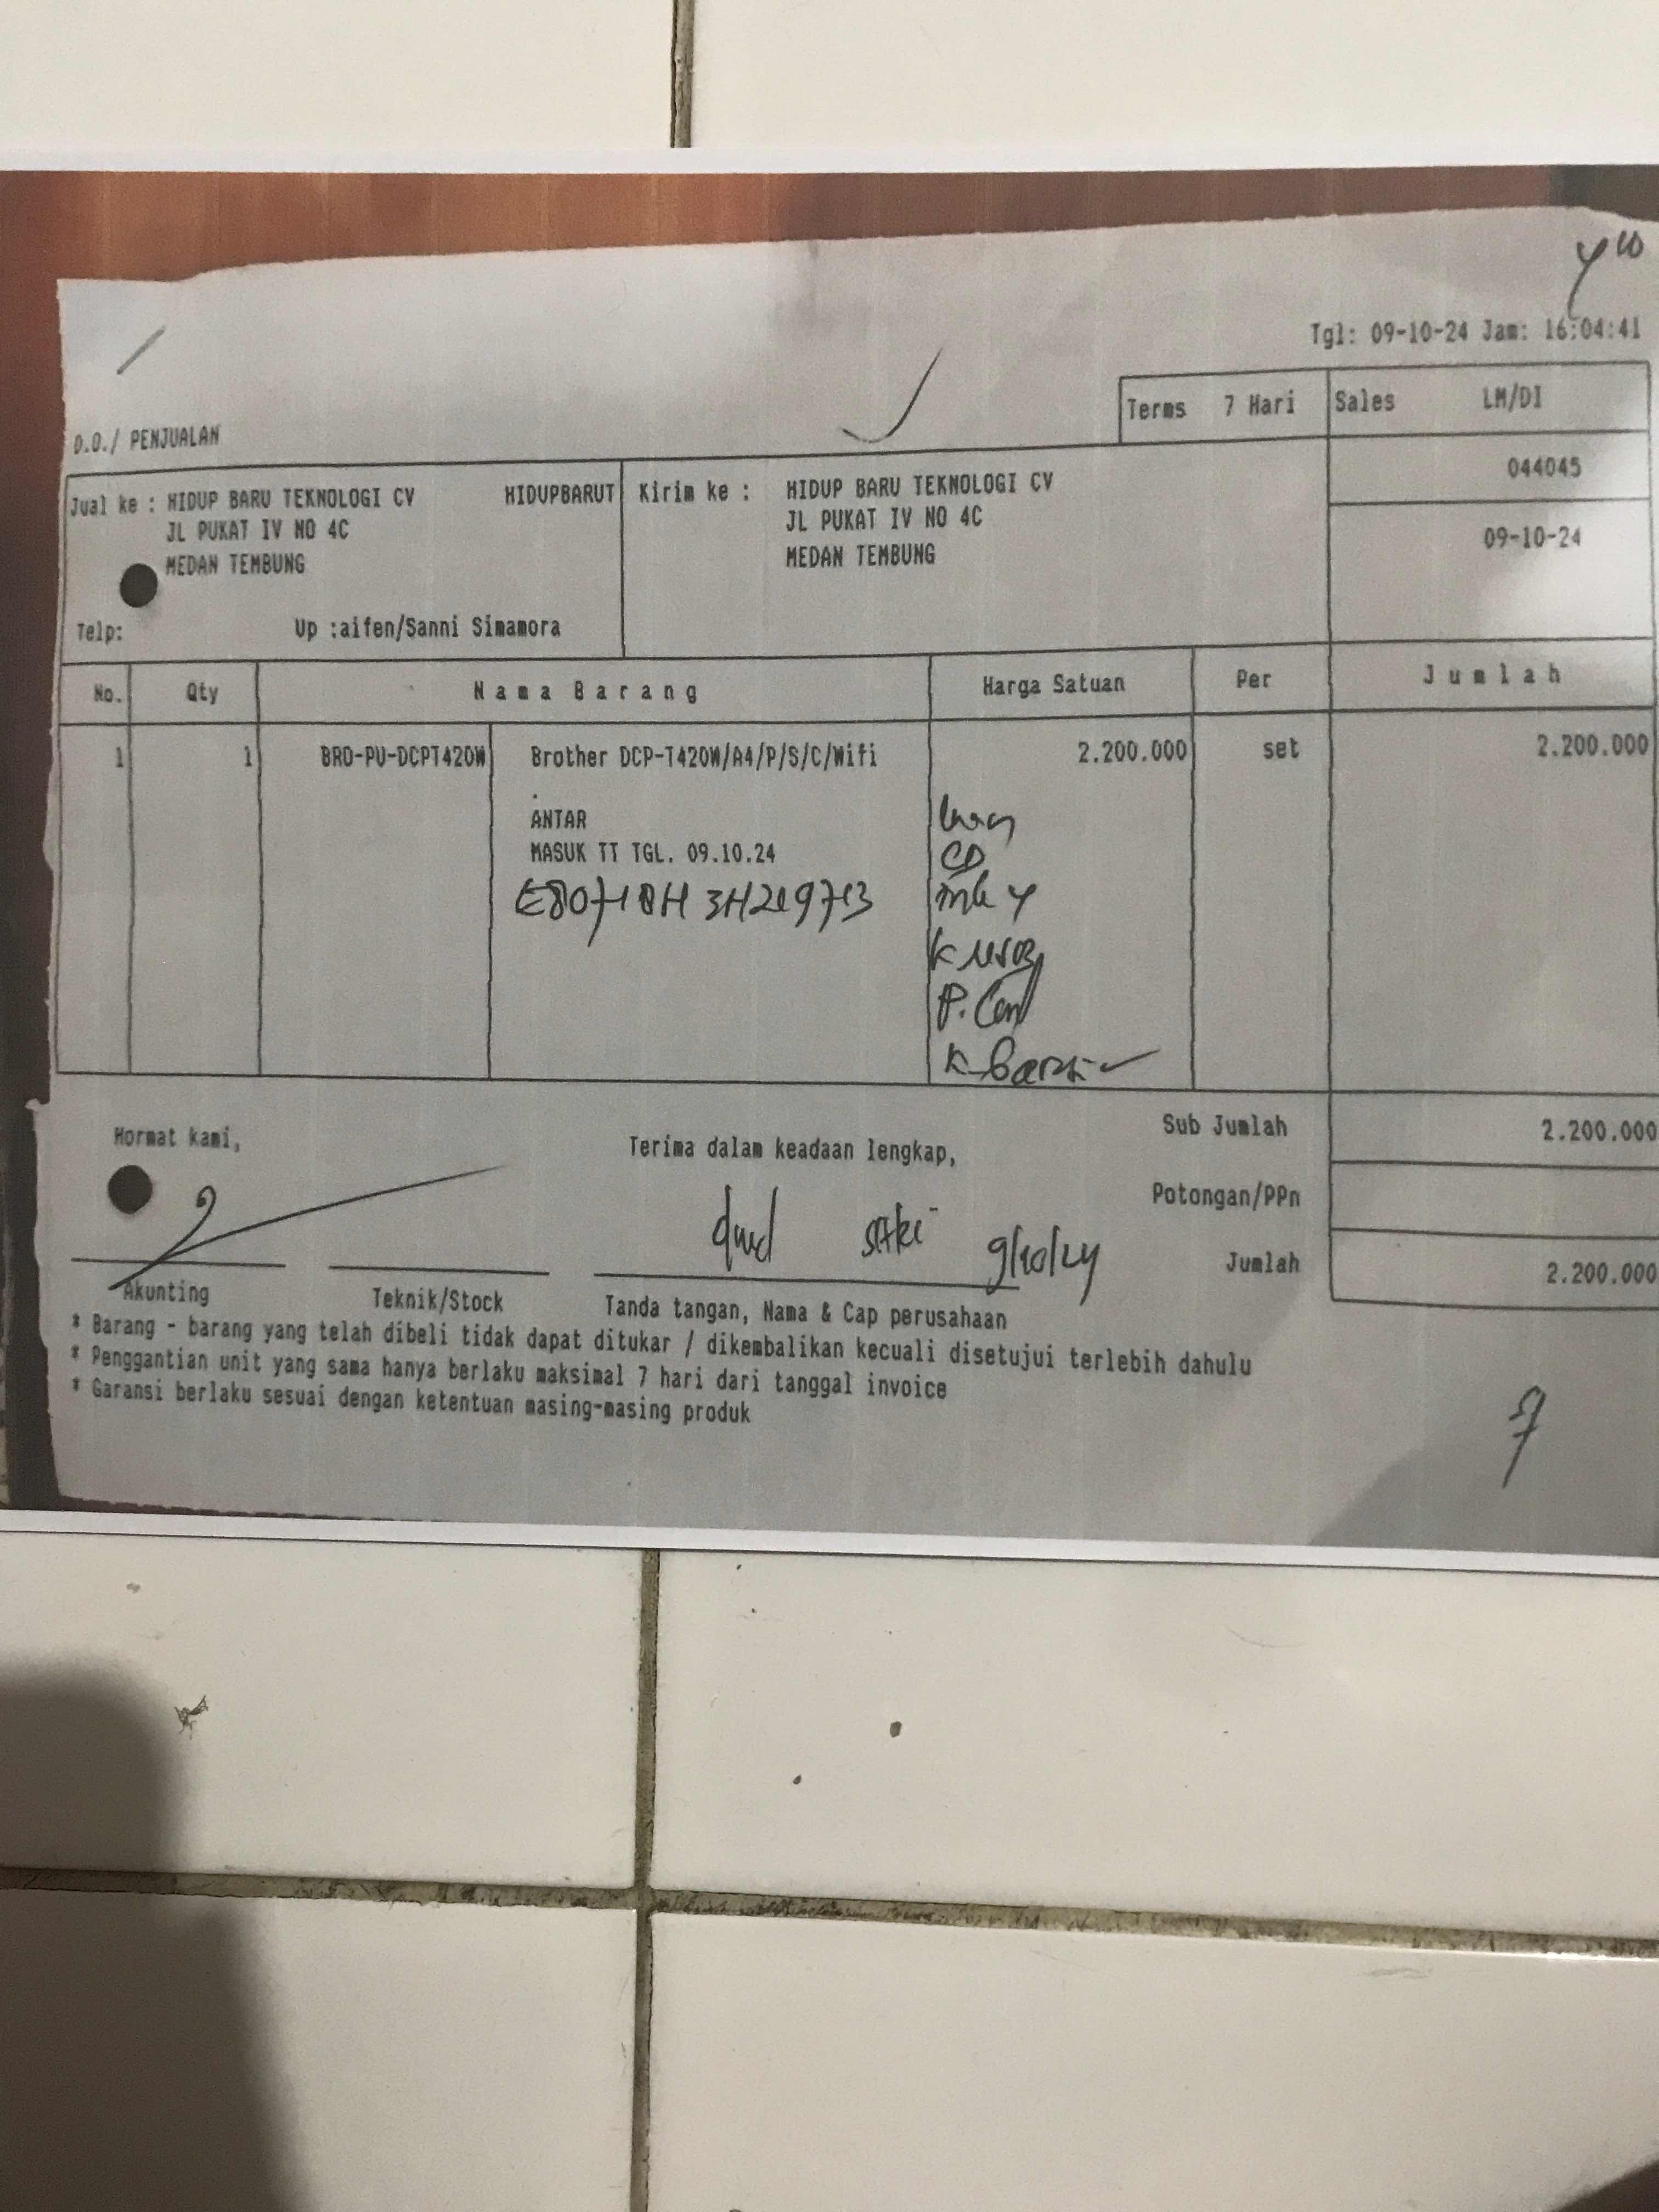 Tgl: 09-10-24 Jam: 16:04:41
Terms 7 Hari Sales LM/DI
D.O./ PENJUALAN
044045
Jual ke : HIDUP BARU TEKNOLOGI CV HIDUPBARUT Kirim ke : HIDUP BARU TEKNOLOGI CV
JL PUKAT IV NO 4C JL PUKAT IV NO 4C
09-10-24
MEDAN TEMBUNG MEDAN TEMBUNG
Telp: Up :aifen/Sanni Simamora
No. Qty Nama Barang Harga Satuan Per Jumlah
1 1 BRO-PU-DCPT420W Brother DCP-T420W/A4/P/S/C/Wifi 2.200.000 set 2.200.000
.
ANTAR
MASUK TT TGL. 09.10.24
CD
Sub Jumlah 2.200.000
Hormat kami, Terima dalam keadaan lengkap,
Potongan/PPn
9/10/24
Jumlah 2.200.000
Akunting Teknik/Stock Tanda tangan, Nama & Cap perusahaan
* Barang - barang yang telah dibeli tidak dapat ditukar / dikembalikan kecuali disetujui terlebih dahulu
* Penggantian unit yang sama hanya berlaku maksimal 7 hari dari tanggal invoice
* Garansi berlaku sesuai dengan ketentuan masing-masing produk